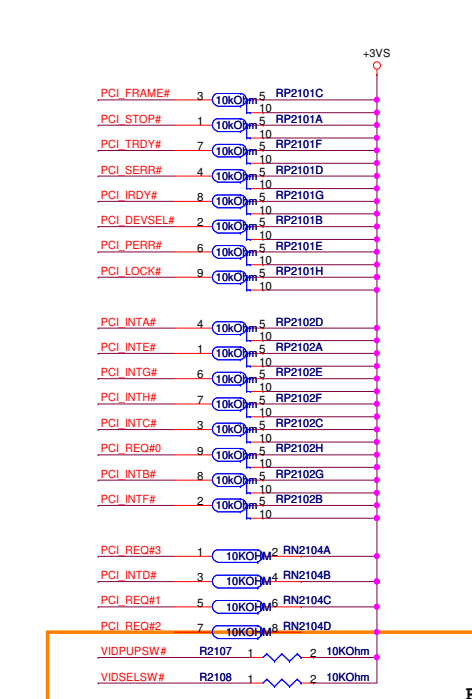 +3VS
PCI_FRAME# 3 10kOhm 5 RP2101C
10
PCI_STOP# 1 10kOhm 5 RP2101A
10
PCI_TRDY# 7 10kOhm 5 RP2101F
10
PCI_SERR# 4 10kOhm 5 RP2101D
10
PCI_IRDY# 8 10kOhm 5 RP2101G
10
PCI_DEVSEL# 2 10kOhm 5 RP2101B
10
PCI_PERR# 6 10kOhm 5 RP2101E
10
PCI_LOCK# 9 10kOhm 5 RP2101H
10
PCI_INTA# 4 10kOhm 5 RP2102D
10
PCI_INTE# 1 10kOhm 5 RP2102A
10
PCI_INTG# 6 10kOhm 5 RP2102E
10
PCI_INTH# 7 10kOhm 5 RP2102F
10
PCI_INTC# 3 10kOhm 5 RP2102C
10
PCI_REQ#0 9 10kOhm 5 RP2102H
10
PCI_INTB# 8 10kOhm 5 RP2102G
10
PCI_INTF# 2 10kOhm 5 RP2102B
10
PCI_REQ#3 1 10KOHM 2 RN2104A
PCI_INTD# 3 10KOHM 4 RN2104B
PCI_REQ#1 5 10KOHM 6 RN2104C
PCI_REQ#2 7 10KOHM 8 RN2104D
VIDPUPSW# R2107 1 2 10KOhm
VIDSELSW# R2108 1 2 10KOhm